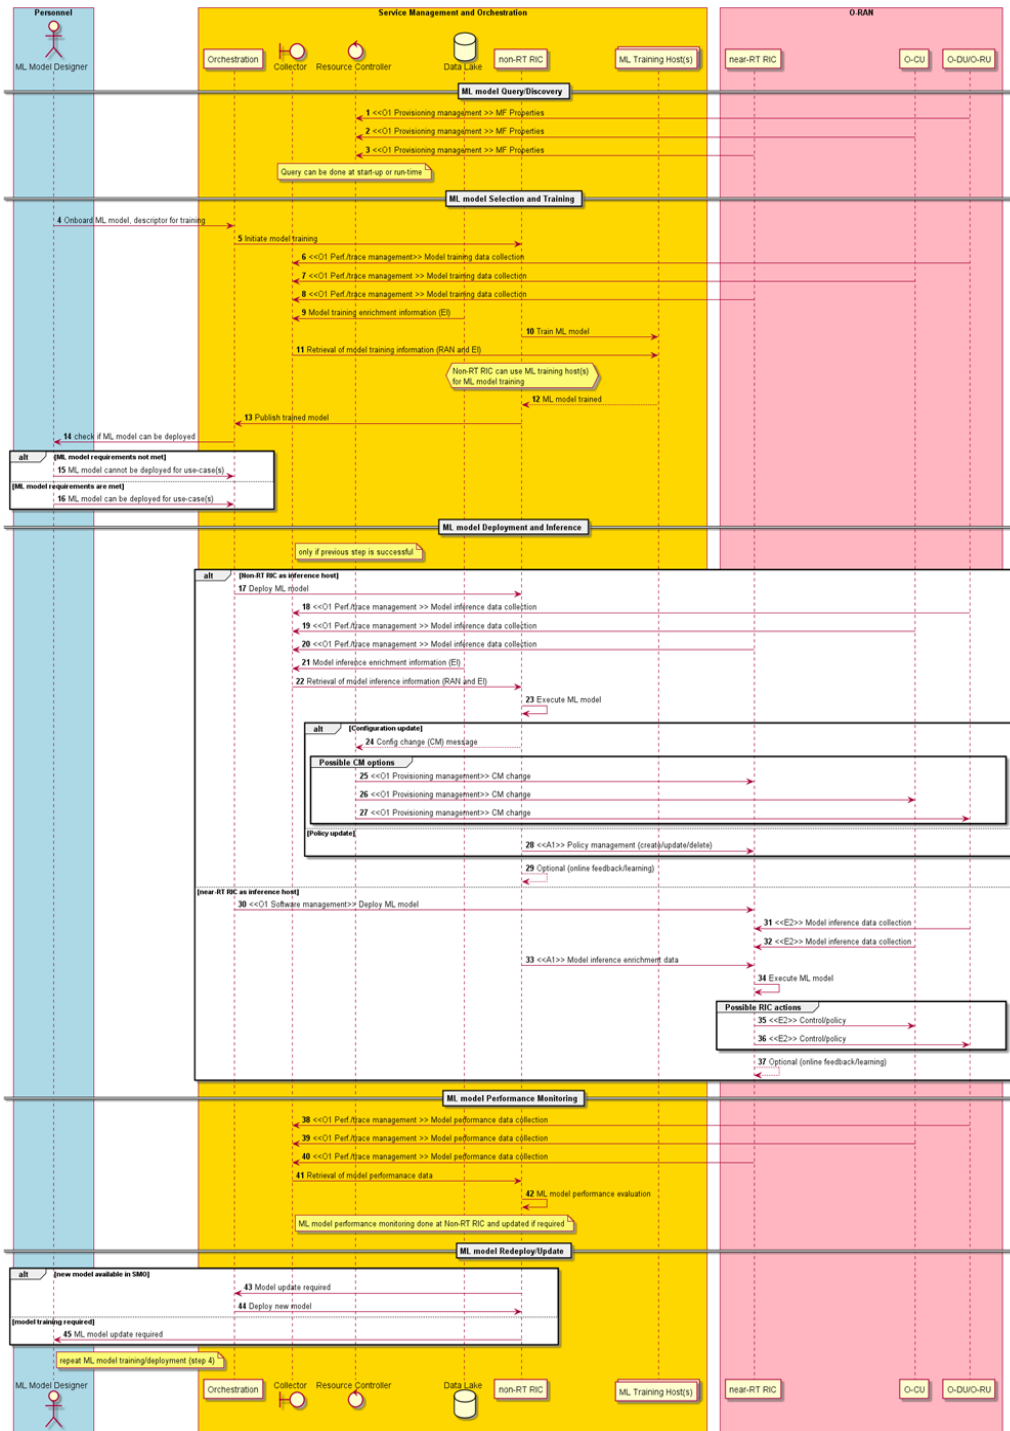 Personnel
Service Management and Orchestration
O-RAN
ML Model Designer
Orchestration
Collector
Resource Controller
Data Lake
non-RT RIC
ML Training Host(s)
near-RT RIC
O-CU
O-DU/O-RU
ML model Query/Discovery
1 <<O1 Provisioning management >> MF Properties
2 <<O1 Provisioning management >> MF Properties
3 <<O1 Provisioning management >> MF Properties
Query can be done at start-up or run-time
ML model Selection and Training
4 Onboard ML model, descriptor for training
5 Initiate model training
6 <<O1 Perf./trace management>> Model training data collection
7 <<O1 Perf./trace management >> Model training data collection
8 <<O1 Perf./trace management >> Model training data collection
9 Model training enrichment information (EI)
10 Train ML model
11 Retrieval of model training information (RAN and EI)
Non-RT RIC can use ML training host(s)
for ML model training
12 ML model trained
13 Publish trained model
14 check if ML model can be deployed
alt [ML model requirements not met]
15 ML model cannot be deployed for use-case(s)
[ML model requirements are met]
16 ML model can be deployed for use-case(s)
ML model Deployment and Inference
only if previous step is successful
alt [Non-RT RIC as inference host]
17 Deploy ML model
18 <<O1 Perf./trace management >> Model inference data collection
19 <<O1 Perf./trace management >> Model inference data collection
20 <<O1 Perf./trace management >> Model inference data collection
21 Model inference enrichment information (EI)
22 Retrieval of model inference information (RAN and EI)
23 Execute ML model
alt [Configuration update]
24 Config change (CM) message
Possible CM options
25 <<O1 Provisioning management>> CM change
26 <<O1 Provisioning management>> CM change
27 <<O1 Provisioning management>> CM change
[Policy update]
28 <<A1>> Policy management (create/update/delete)
29 Optional (online feedback/learning)
[near-RT RIC as inference host]
30 <<O1 Software management>> Deploy ML model
31 <<E2>> Model inference data collection
32 <<E2>> Model inference data collection
33 <<A1>> Model inference enrichment data
34 Execute ML model
Possible RIC actions
35 <<E2>> Control/policy
36 <<E2>> Control/policy
37 Optional (online feedback/learning)
ML model Performance Monitoring
38 <<O1 Perf./trace management >> Model performance data collection
39 <<O1 Perf./trace management >> Model performance data collection
40 <<O1 Perf./trace management >> Model performance data collection
41 Retrieval of model performanace data
42 ML model performance evaluation
ML model performance monitoring done at Non-RT RIC and updated if required
ML model Redeploy/Update
alt [new model available in SMO]
43 Model update required
44 Deploy new model
[model training required]
45 ML model update required
repeat ML model training/deployment (step 4)
ML Model Designer
Orchestration
Collector
Resource Controller
Data Lake
non-RT RIC
ML Training Host(s)
near-RT RIC
O-CU
O-DU/O-RU